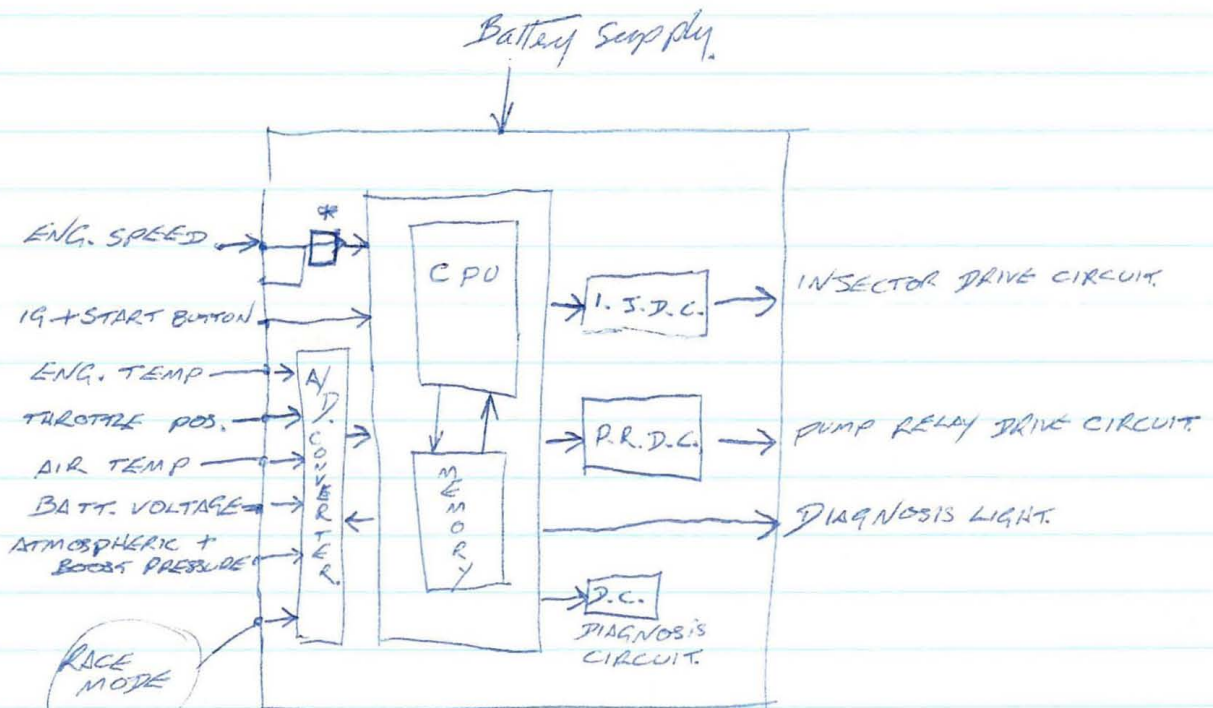 Battery Supply.
*
ENG. SPEED.
IG + START BUTTON
ENG. TEMP
THROTTLE POS.
AIR TEMP
BATT. VOLTAGE
ATMOSPHERIC +
BOOST PRESSURE
RACE
MODE
A/D. CONVERTER.
CPU
MEMORY
I.J.D.C.
INJECTOR DRIVE CIRCUIT.
P.R.D.C.
PUMP RELAY DRIVE CIRCUIT.
DIAGNOSIS LIGHT.
D.C.
DIAGNOSIS
CIRCUIT.